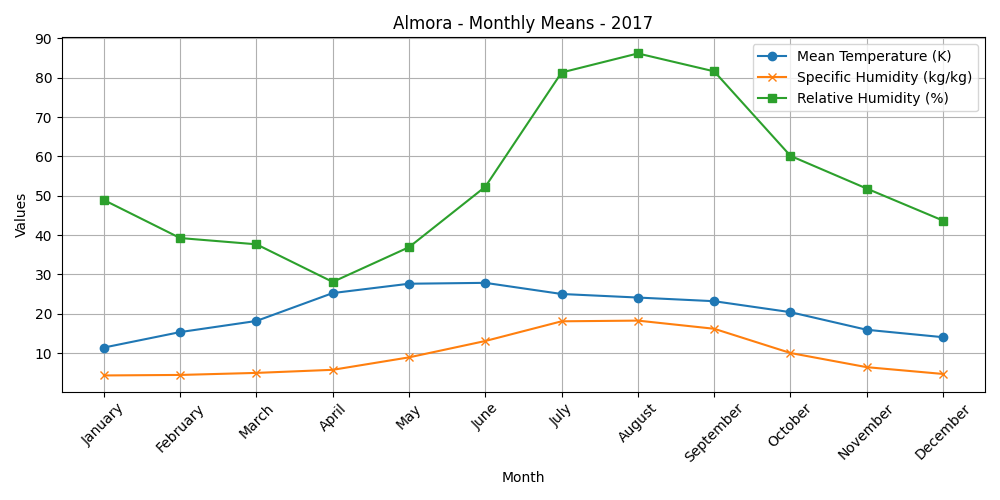 Almora - Monthly Means - 2017
Mean Temperature (K)
Specific Humidity (kg/kg)
Relative Humidity (%)
Values
90
80
70
60
50
40
30
20
10
January
February
March
April
May
June
July
August
September
October
November
December
Month